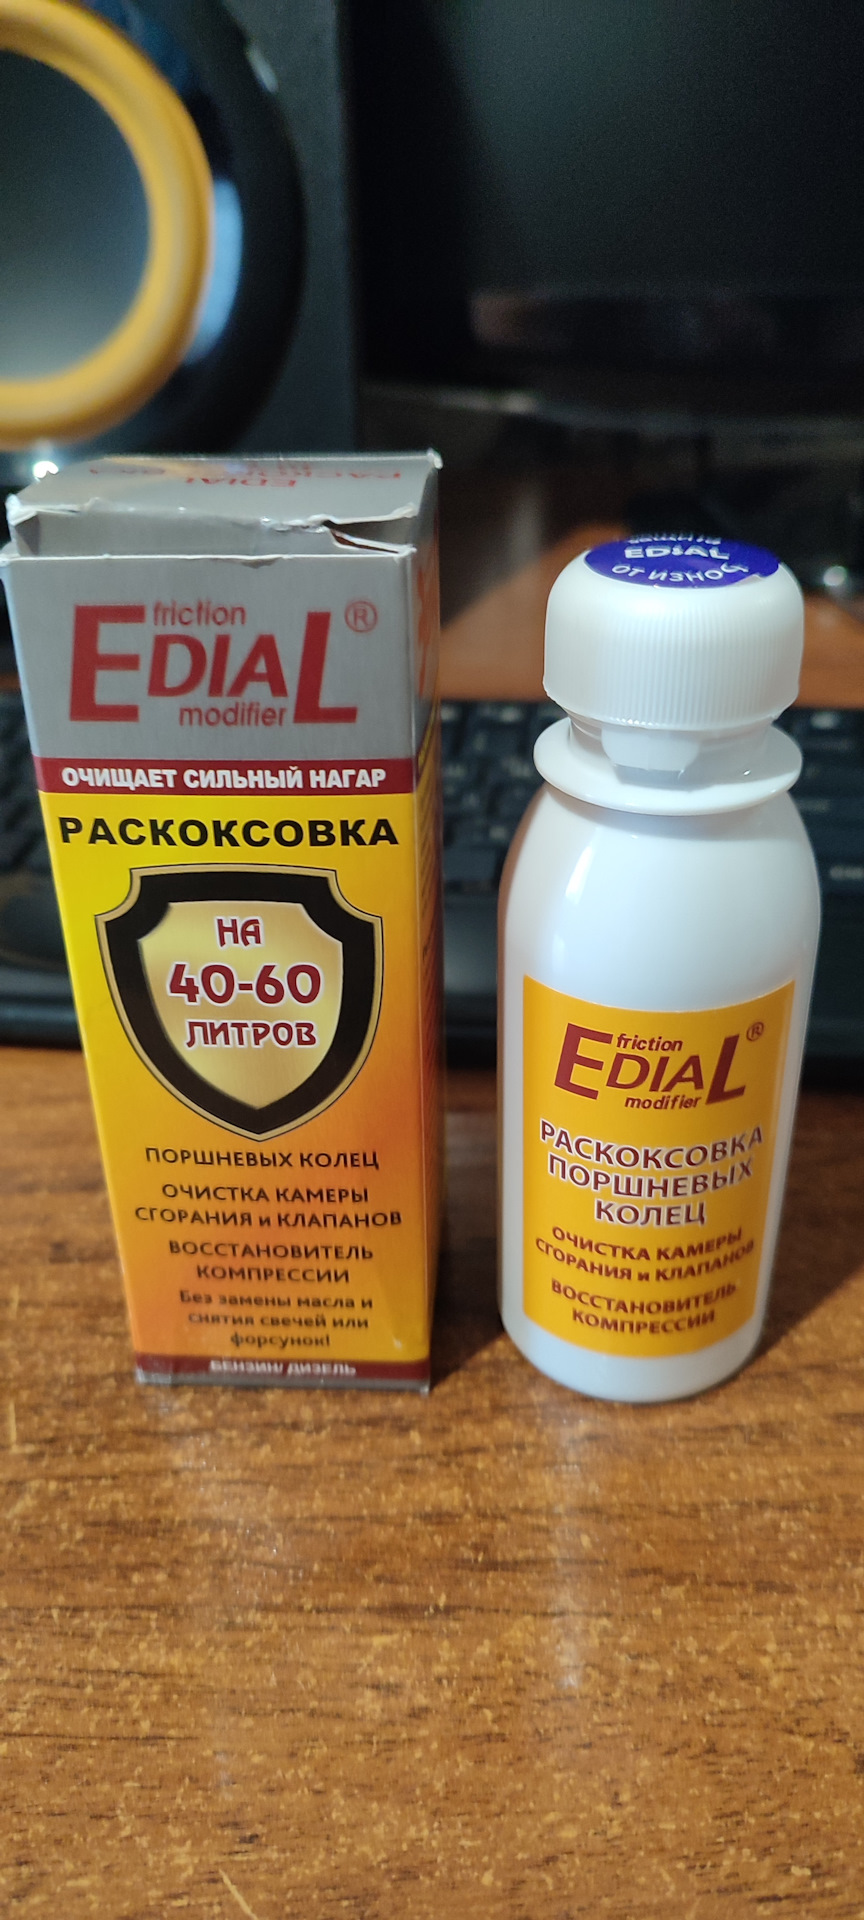 friction
EDIAL®
modifier
ОЧИЩАЕТ СИЛЬНЫЙ НАГАР
РАСКОКСОВКА
НА
40-60
ЛИТРОВ
ПОРШНЕВЫХ КОЛЕЦ
ОЧИСТКА КАМЕРЫ
СГОРАНИЯ и КЛАПАНОВ
ВОССТАНОВИТЕЛЬ
КОМПРЕССИИ
Без замены масла и
снятия свечей или
форсунок!
БЕНЗИН/ ДИЗЕЛЬ
EDIAL
ОТ ИЗНОС
friction
EDIAL®
modifier
РАСКОКСОВКА
ПОРШНЕВЫХ
КОЛЕЦ
ОЧИСТКА КАМЕРЫ
СГОРАНИЯ и КЛАПАНОВ
ВОССТАНОВИТЕЛЬ
КОМПРЕССИИ